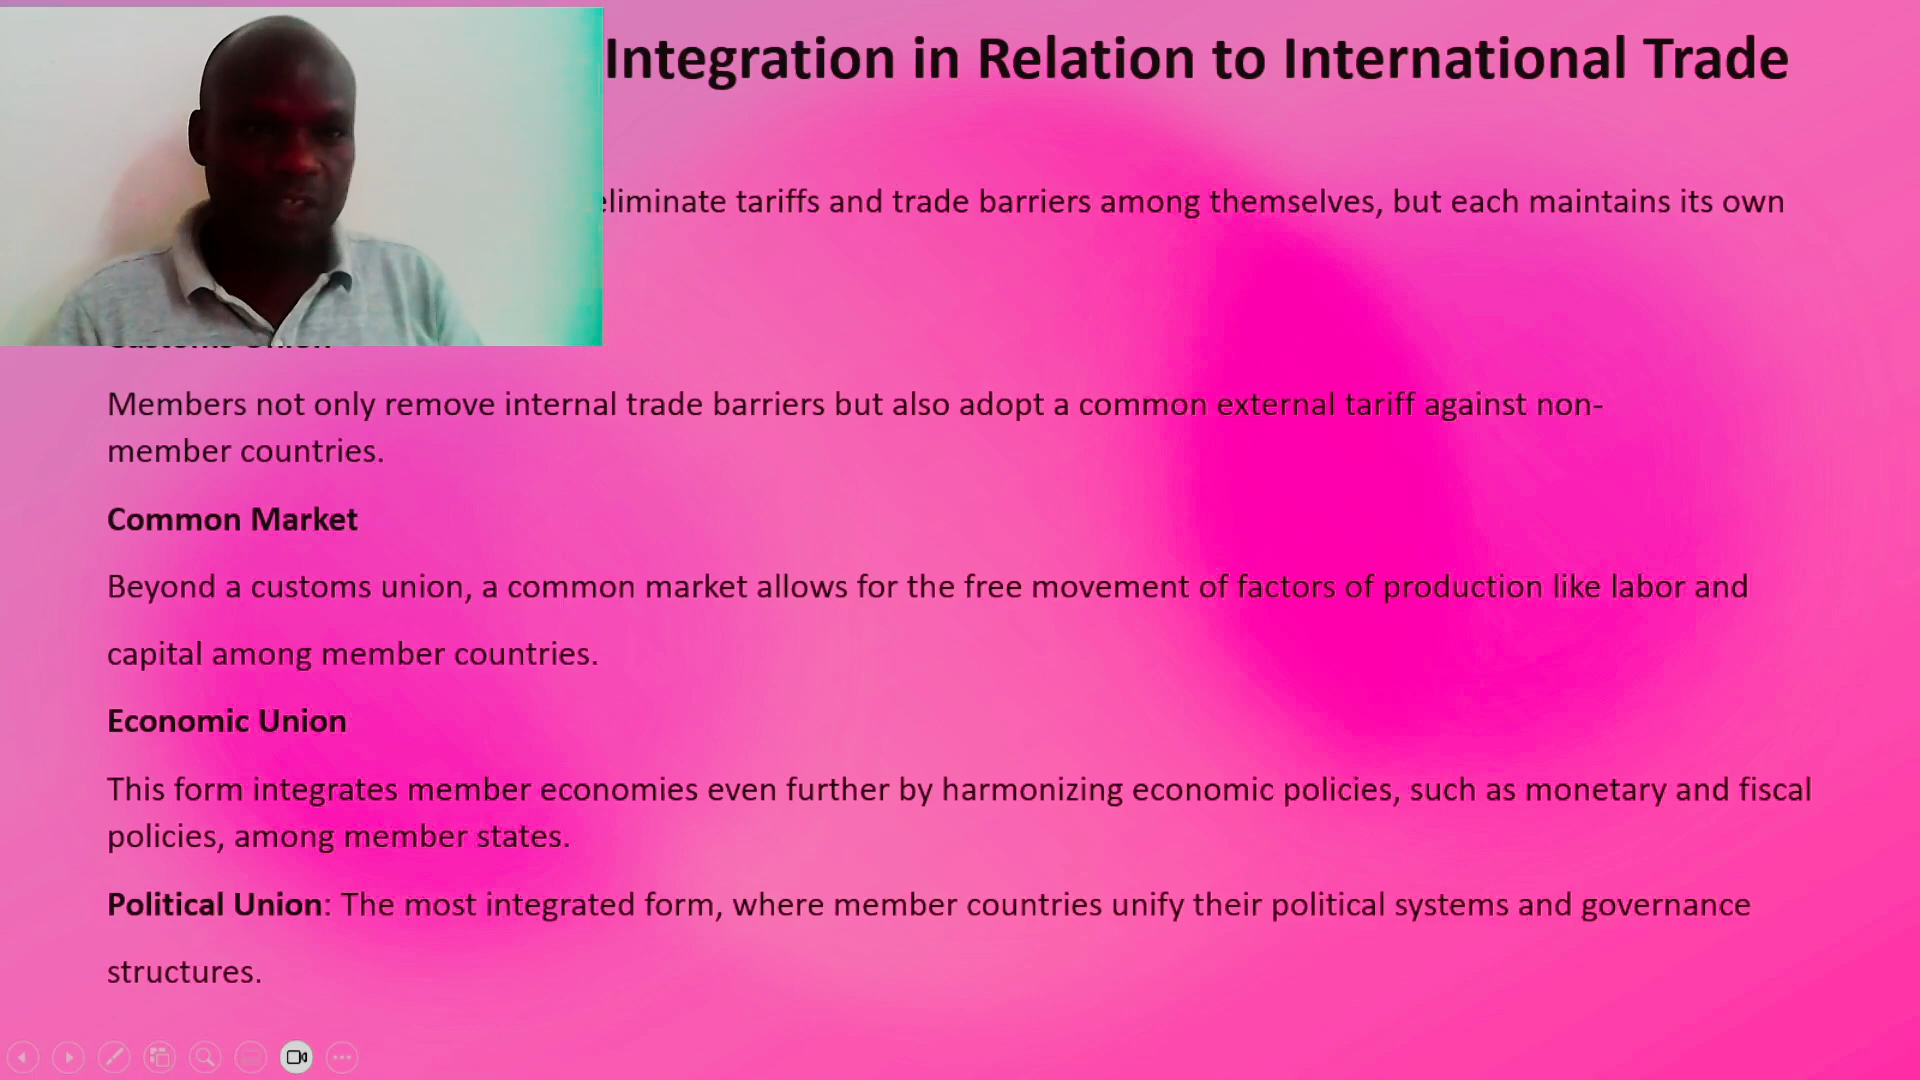 Integration in Relation to International Trade
eliminate tariffs and trade barriers among themselves, but each maintains its own
Customs Union
Members not only remove internal trade barriers but also adopt a common external tariff against non-
member countries.
Common Market
Beyond a customs union, a common market allows for the free movement of factors of production like labor and
capital among member countries.
Economic Union
This form integrates member economies even further by harmonizing economic policies, such as monetary and fiscal
policies, among member states.
Political Union: The most integrated form, where member countries unify their political systems and governance
structures.